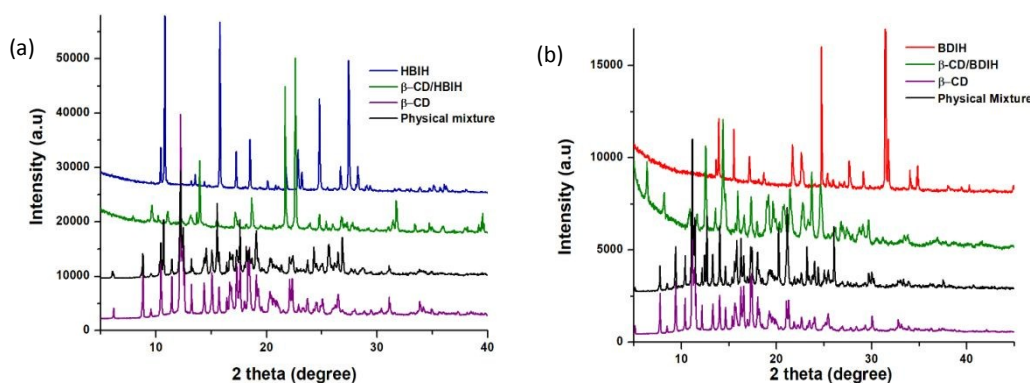 (a)
Intensity (a.u)
50000
40000
30000
20000
10000
0
HBIH
β-CD/HBIH
β-CD
Physical mixture
10
20
30
40
2 theta (degree)
(b)
Intensity (a.u)
15000
10000
5000
0
BDIH
β-CD/BDIH
β-CD
Physical Mixture
10
20
30
40
2 theta (degree)